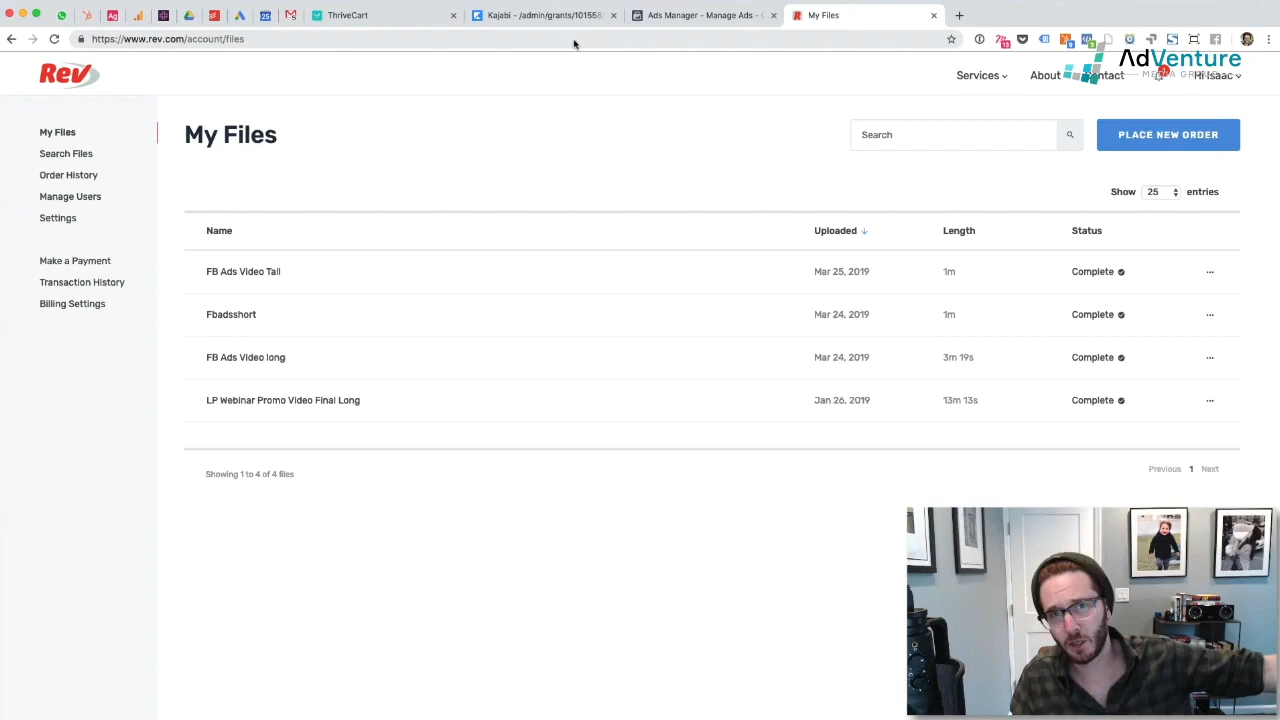 ThriveCart
Kajabi - /admin/grants/101558
Ads Manager - Manage Ads - C
My Files
https://www.rev.com/account/files
Rev
Services
About
Contact
Hi Isaac
AdVenture
MEDIA GROUP
My Files
Search Files
Order History
Manage Users
Settings
Make a Payment
Transaction History
Billing Settings
My Files
Search
PLACE NEW ORDER
Show 25 entries
Name Uploaded Length Status
FB Ads Video Tall Mar 25, 2019 1m Complete
Fbadsshort Mar 24, 2019 1m Complete
FB Ads Video long Mar 24, 2019 3m 19s Complete
LP Webinar Promo Video Final Long Jan 26, 2019 13m 13s Complete
Showing 1 to 4 of 4 files
Previous 1 Next